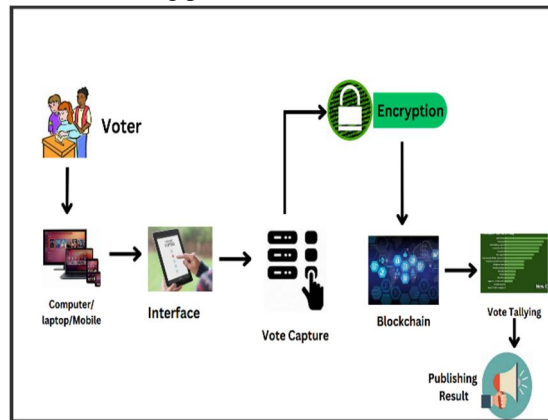 Voter
Encryption
Computer/
laptop/Mobile
Interface
Vote Capture
Blockchain
Vote Tallying
Publishing
Result